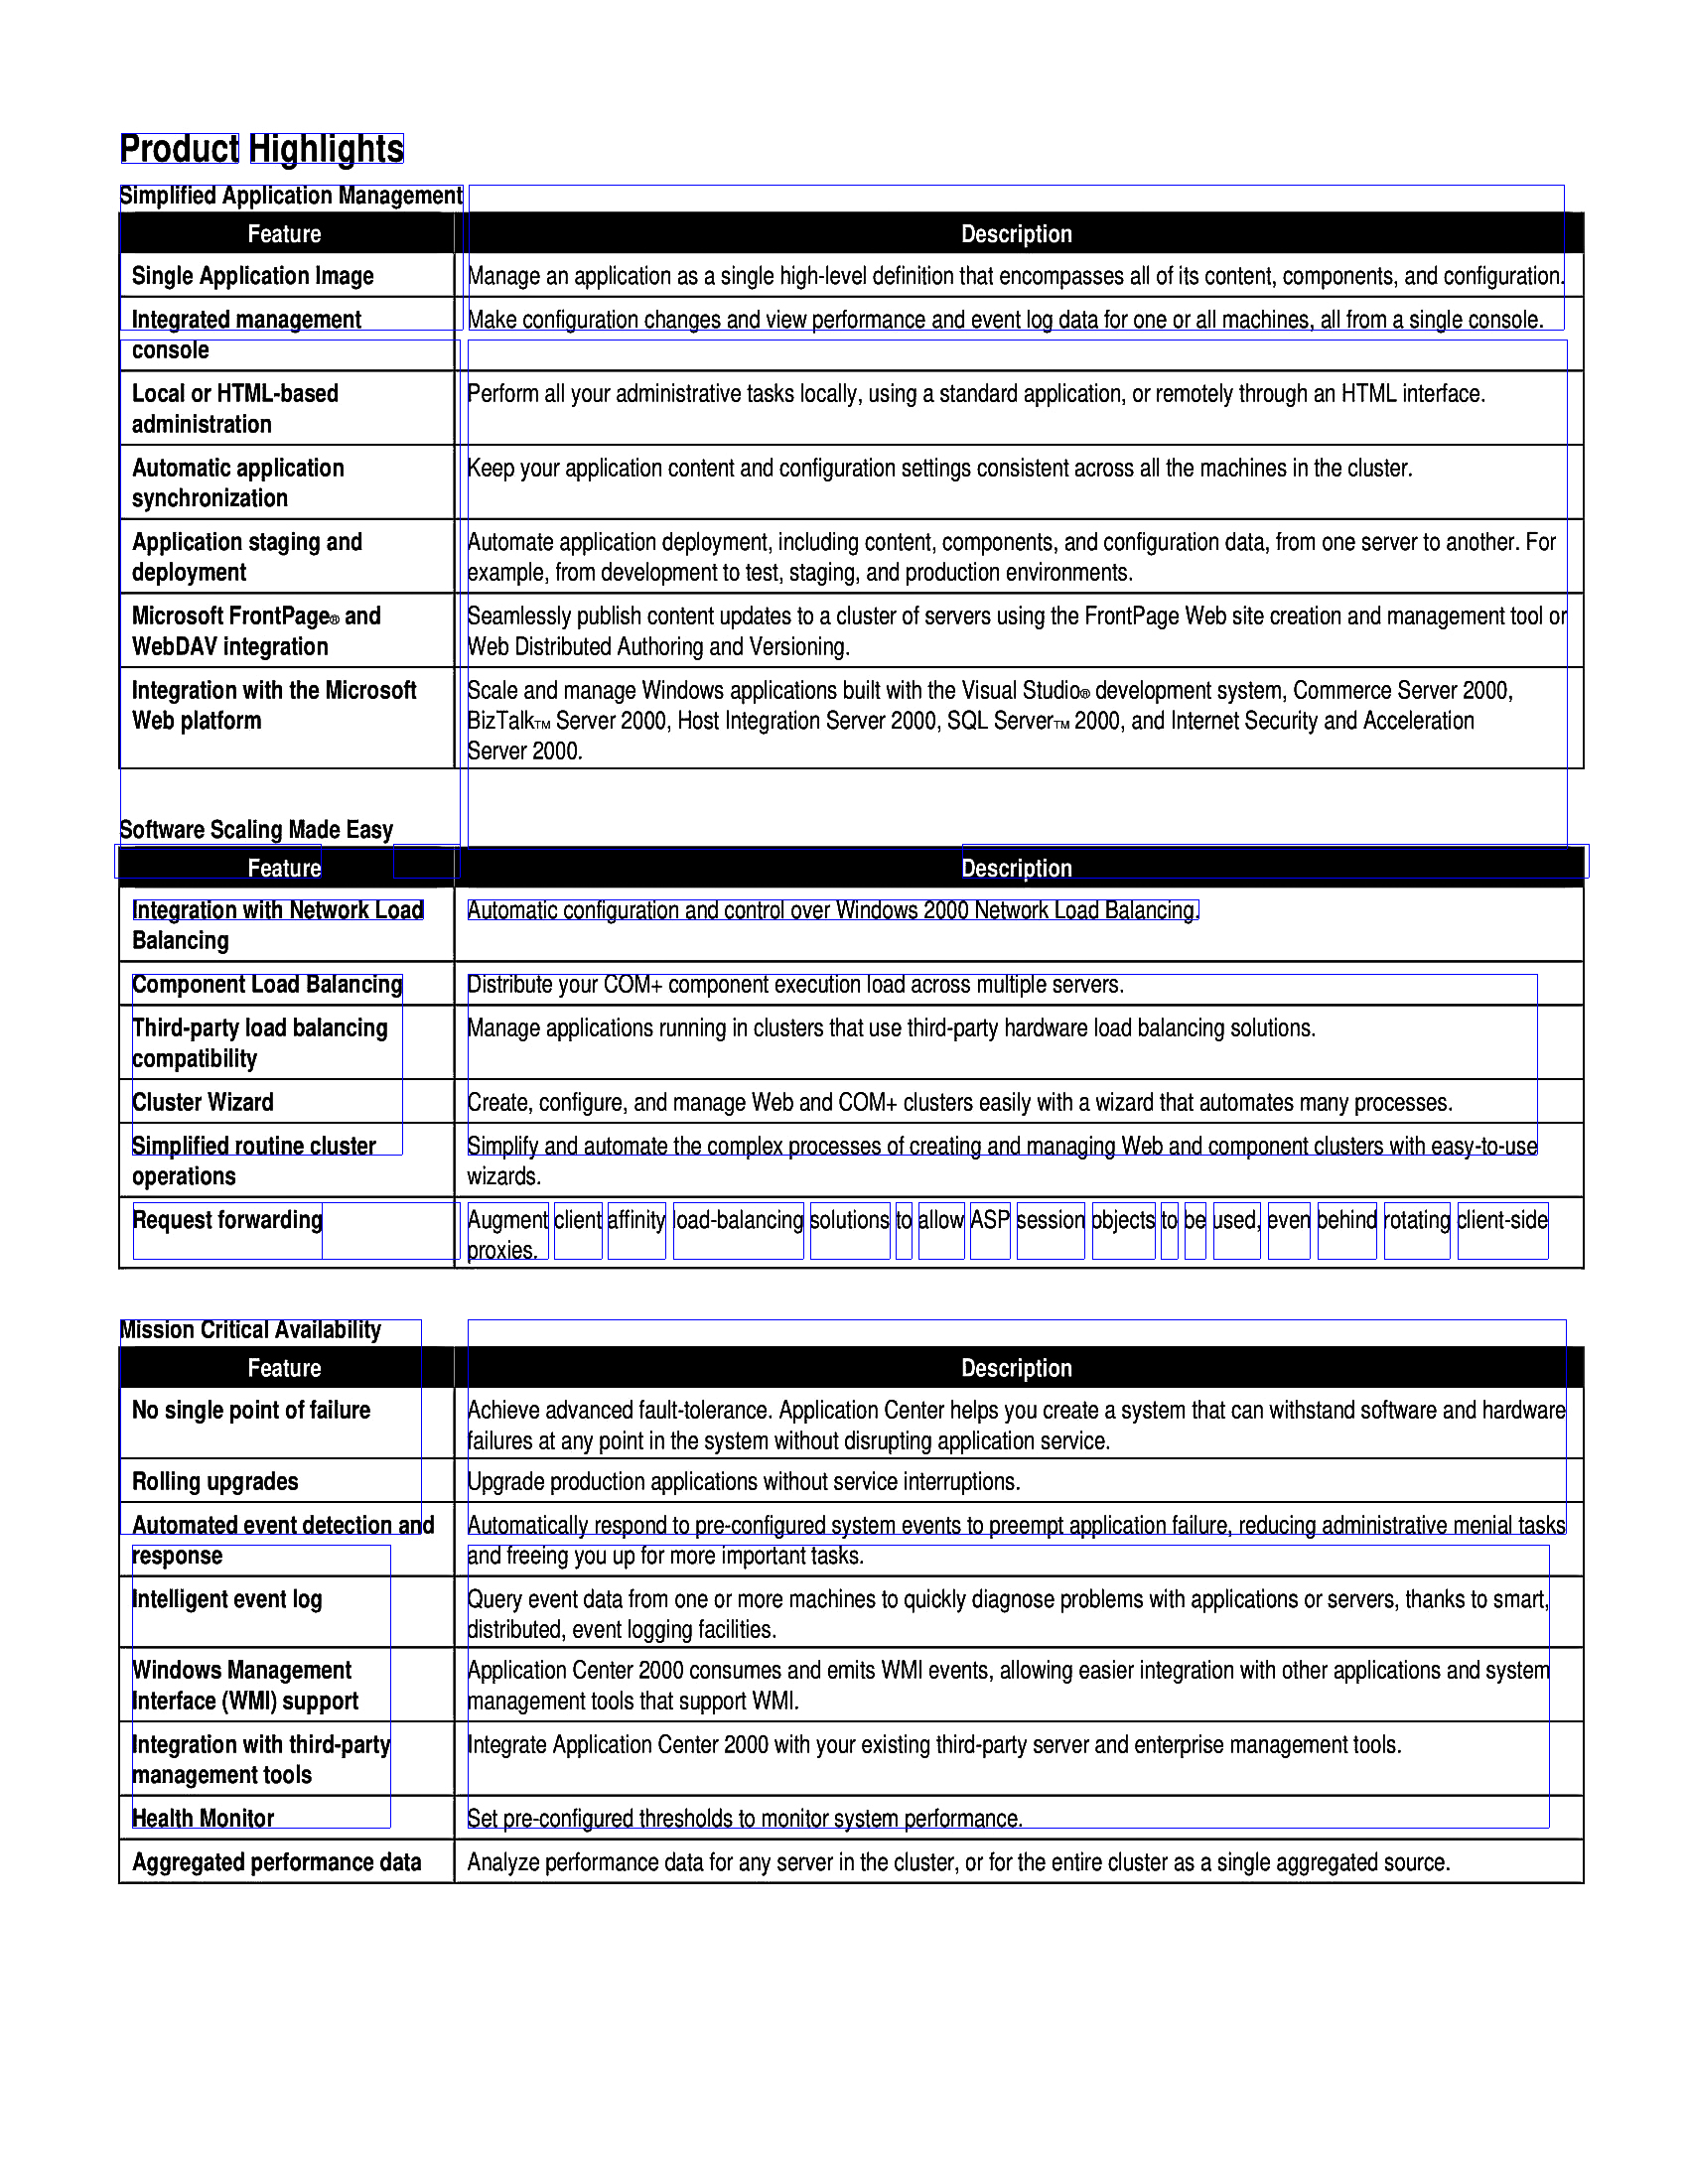 Product Highlights
Simplified Application Management
Feature Description
Single Application Image Manage an application as a single high-level definition that encompasses all of its content, components, and configuration.
Integrated management Make configuration changes and view performance and event log data for one or all machines, all from a single console.
console
Local or HTML-based Perform all your administrative tasks locally, using a standard application, or remotely through an HTML interface.
administration
Automatic application Keep your application content and configuration settings consistent across all the machines in the cluster.
synchronization
Application staging and Automate application deployment, including content, components, and configuration data, from one server to another. For
deployment example, from development to test, staging, and production environments.
Microsoft FrontPage® and Seamlessly publish content updates to a cluster of servers using the FrontPage Web site creation and management tool or
WebDAV integration Web Distributed Authoring and Versioning.
Integration with the Microsoft Scale and manage Windows applications built with the Visual Studio® development system, Commerce Server 2000,
Web platform BizTalk™ Server 2000, Host Integration Server 2000, SQL Server™ 2000, and Internet Security and Acceleration
Server 2000.
Software Scaling Made Easy
Feature Description
Integration with Network Load Automatic configuration and control over Windows 2000 Network Load Balancing.
Balancing
Component Load Balancing Distribute your COM+ component execution load across multiple servers.
Third-party load balancing Manage applications running in clusters that use third-party hardware load balancing solutions.
compatibility
Cluster Wizard Create, configure, and manage Web and COM+ clusters easily with a wizard that automates many processes.
Simplified routine cluster Simplify and automate the complex processes of creating and managing Web and component clusters with easy-to-use
operations wizards.
Request forwarding Augment client affinity load-balancing solutions to allow ASP session objects to be used, even behind rotating client-side
proxies.
Mission Critical Availability
Feature Description
No single point of failure Achieve advanced fault-tolerance. Application Center helps you create a system that can withstand software and hardware
failures at any point in the system without disrupting application service.
Rolling upgrades Upgrade production applications without service interruptions.
Automated event detection and Automatically respond to pre-configured system events to preempt application failure, reducing administrative menial tasks
response and freeing you up for more important tasks.
Intelligent event log Query event data from one or more machines to quickly diagnose problems with applications or servers, thanks to smart,
distributed, event logging facilities.
Windows Management Application Center 2000 consumes and emits WMI events, allowing easier integration with other applications and system
Interface (WMI) support management tools that support WMI.
Integration with third-party Integrate Application Center 2000 with your existing third-party server and enterprise management tools.
management tools
Health Monitor Set pre-configured thresholds to monitor system performance.
Aggregated performance data Analyze performance data for any server in the cluster, or for the entire cluster as a single aggregated source.